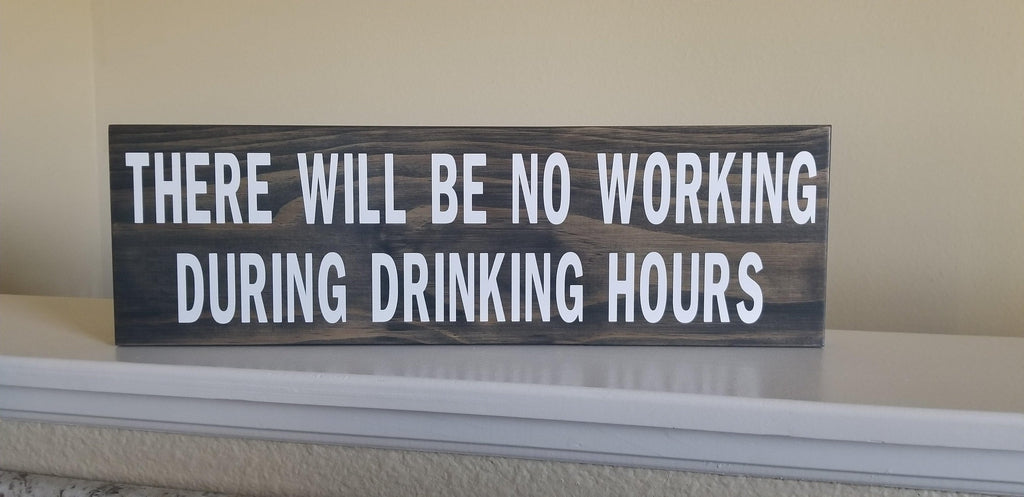 THERE WILL BE NO WORKING
DURING DRINKING HOURS